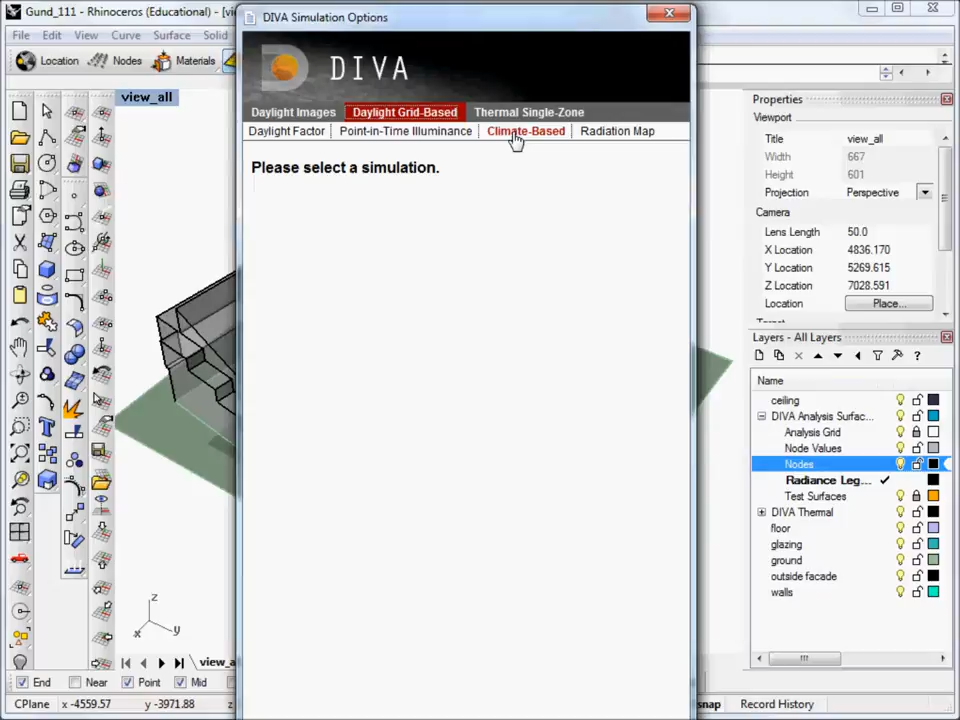 Gund_111 - Rhinoceros (Educational) - [vi
DIVA Simulation Options
File Edit View Curve Surface Solid
Location Nodes Materials
DIVA
Daylight Images Daylight Grid-Based Thermal Single-Zone
Daylight Factor Point-in-Time Illuminance Climate-Based Radiation Map
Please select a simulation.
view_all
Properties
Viewport
Title view_all
Width 667
Height 601
Projection Perspective
Camera
Lens Length 50.0
X Location 4836.170
Y Location 5269.615
Z Location 7028.591
Location Place...
Layers - All Layers
Name
ceiling
DIVA Analysis Surfac...
Analysis Grid
Node Values
Nodes
Radiance Leg...
Test Surfaces
DIVA Thermal
floor
glazing
ground
outside facade
walls
z
x y
view_a
End Near Point Mid
CPlane x -4559.57 y -3971.88 z
snap Record History